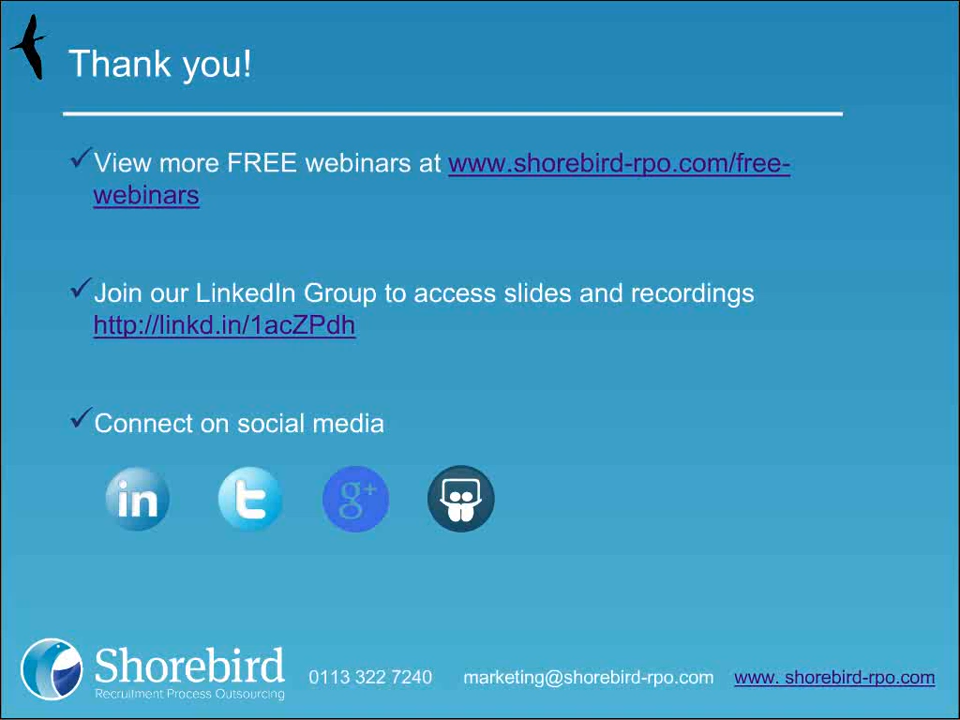 Thank you!
View more FREE webinars at www.shorebird-rpo.com/free-
webinars
Join our LinkedIn Group to access slides and recordings
http://linkd.in/1acZPdh
Connect on social media
in t g+
Shorebird
Recruitment Process Outsourcing
0113 322 7240 marketing@shorebird-rpo.com www. shorebird-rpo.com